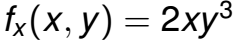 fₓ(x, y) = 2xy³